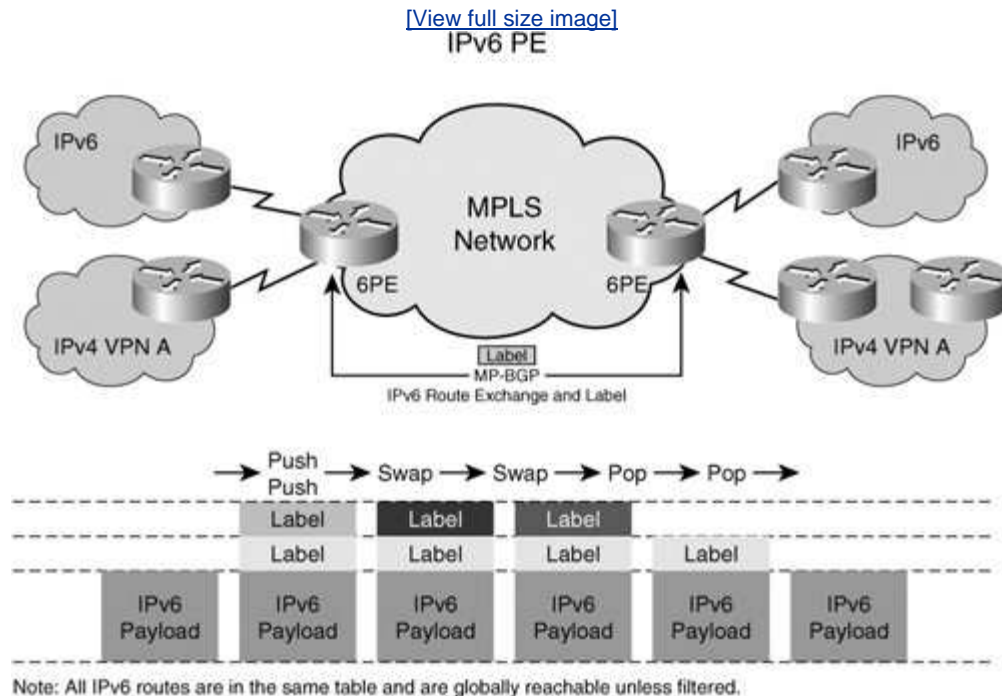 [View full size image]
IPv6 PE
IPv6
IPv6
MPLS
Network
6PE
6PE
IPv4 VPN A
IPv4 VPN A
Label
MP-BGP
IPv6 Route Exchange and Label
Push
Push
Swap
Swap
Pop
Pop
Label
Label
Label
Label
Label
Label
Label
IPv6
Payload
IPv6
Payload
IPv6
Payload
IPv6
Payload
IPv6
Payload
IPv6
Payload
Note: All IPv6 routes are in the same table and are globally reachable unless filtered.